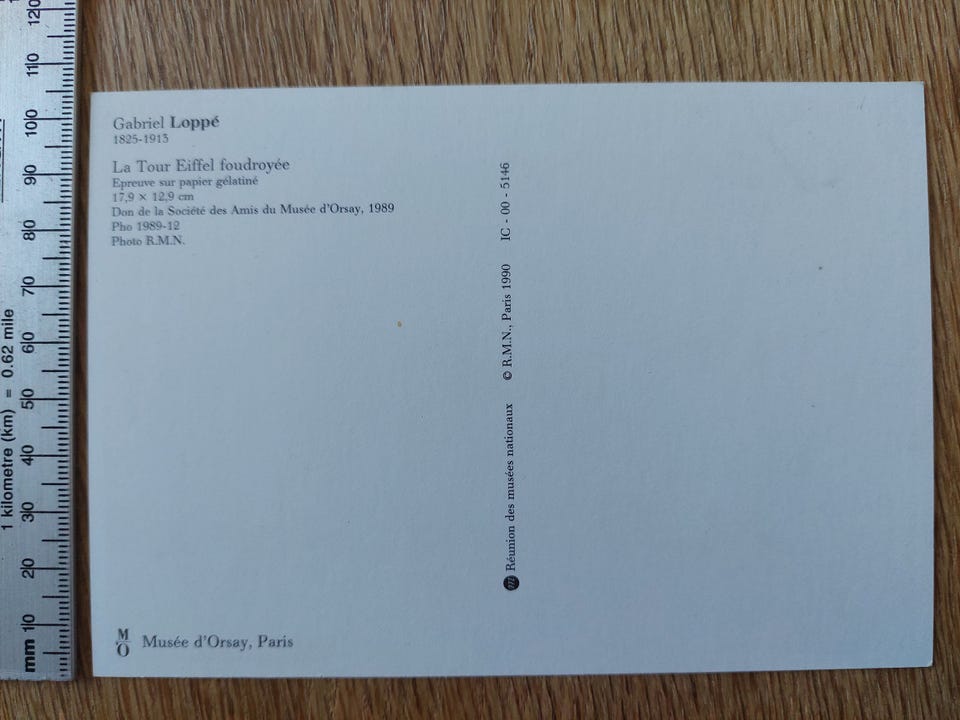 Gabriel Loppé
1825-1913
La Tour Eiffel foudroyée
Epreuve sur papier gélatiné
17,9 × 12,9 cm
Don de la Société des Amis du Musée d'Orsay, 1989
Pho 1989-12
Photo R.M.N.
m Réunion des musées nationaux © R.M.N., Paris 1990 IC - 00 - 5146
M
O
Musée d'Orsay, Paris
120
110
100
90
80
70
60
50
40
30
20
mm 10
1 kilometre (km) = 0.62 mile